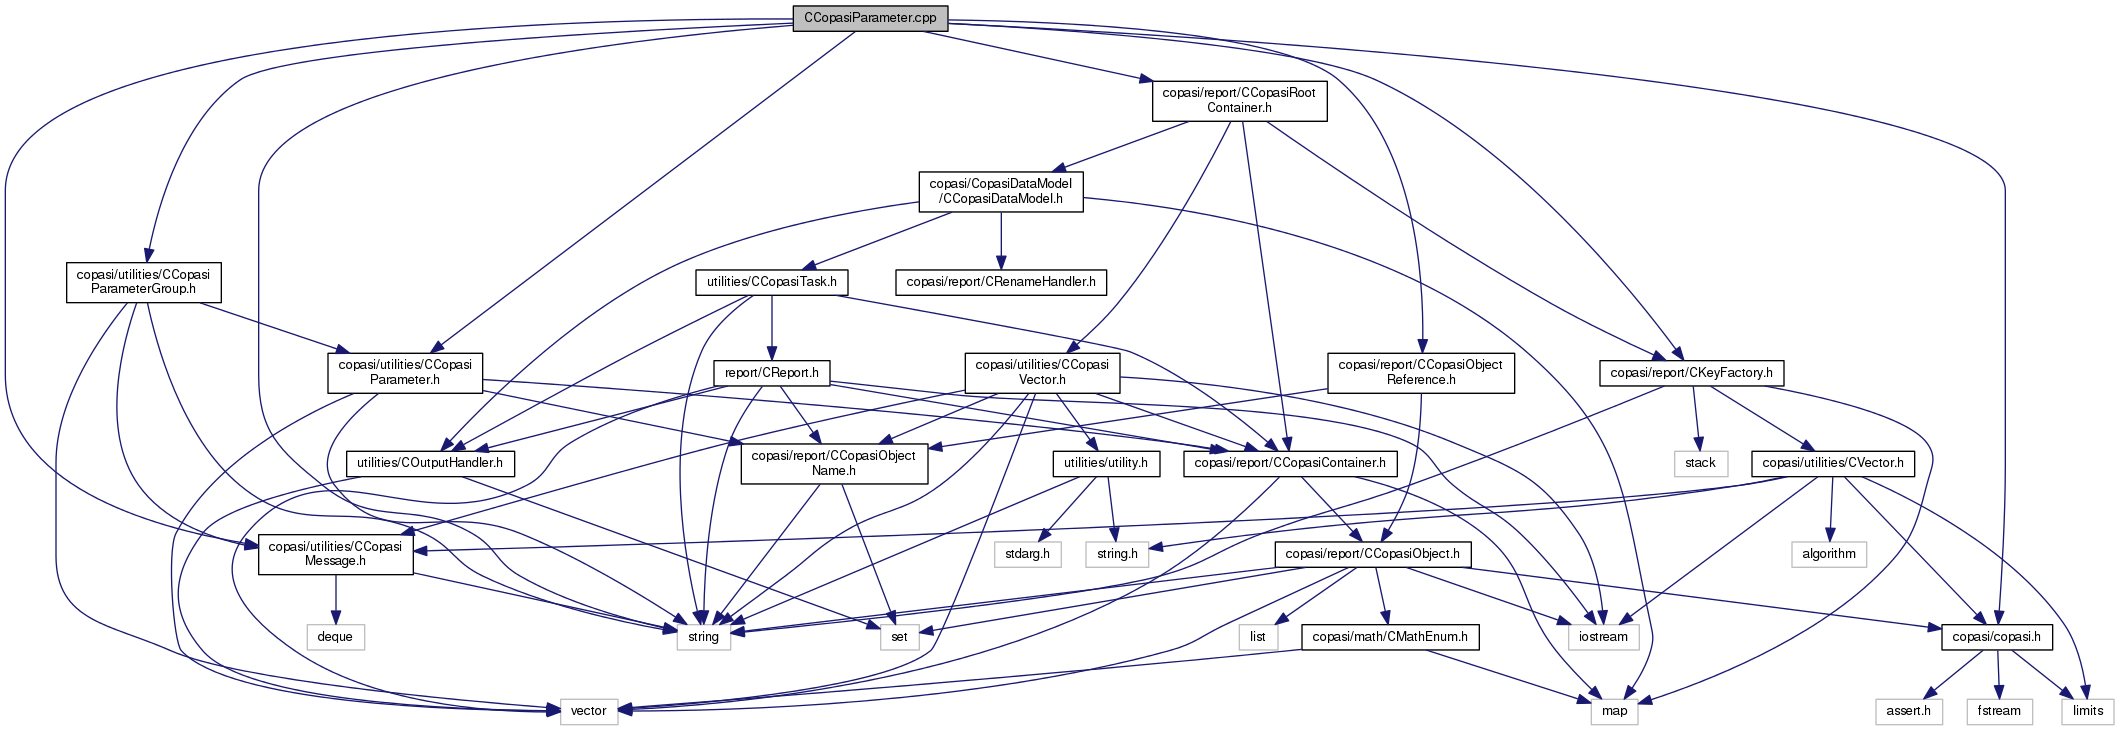 CCopasiParameter.cpp
copasi/report/CCopasiRoot
Container.h
copasi/CopasiDataModel
/CCopasiDataModel.h
copasi/utilities/CCopasi
ParameterGroup.h
utilities/CCopasiTask.h
copasi/report/CRenameHandler.h
copasi/utilities/CCopasi
Parameter.h
report/CReport.h
copasi/utilities/CCopasi
Vector.h
copasi/report/CCopasiObject
Reference.h
copasi/report/CKeyFactory.h
utilities/COutputHandler.h
copasi/report/CCopasiObject
Name.h
utilities/utility.h
copasi/report/CCopasiContainer.h
stack
copasi/utilities/CVector.h
copasi/utilities/CCopasi
Message.h
stdarg.h
string.h
copasi/report/CCopasiObject.h
algorithm
deque
string
set
list
copasi/math/CMathEnum.h
iostream
copasi/copasi.h
vector
map
assert.h
fstream
limits